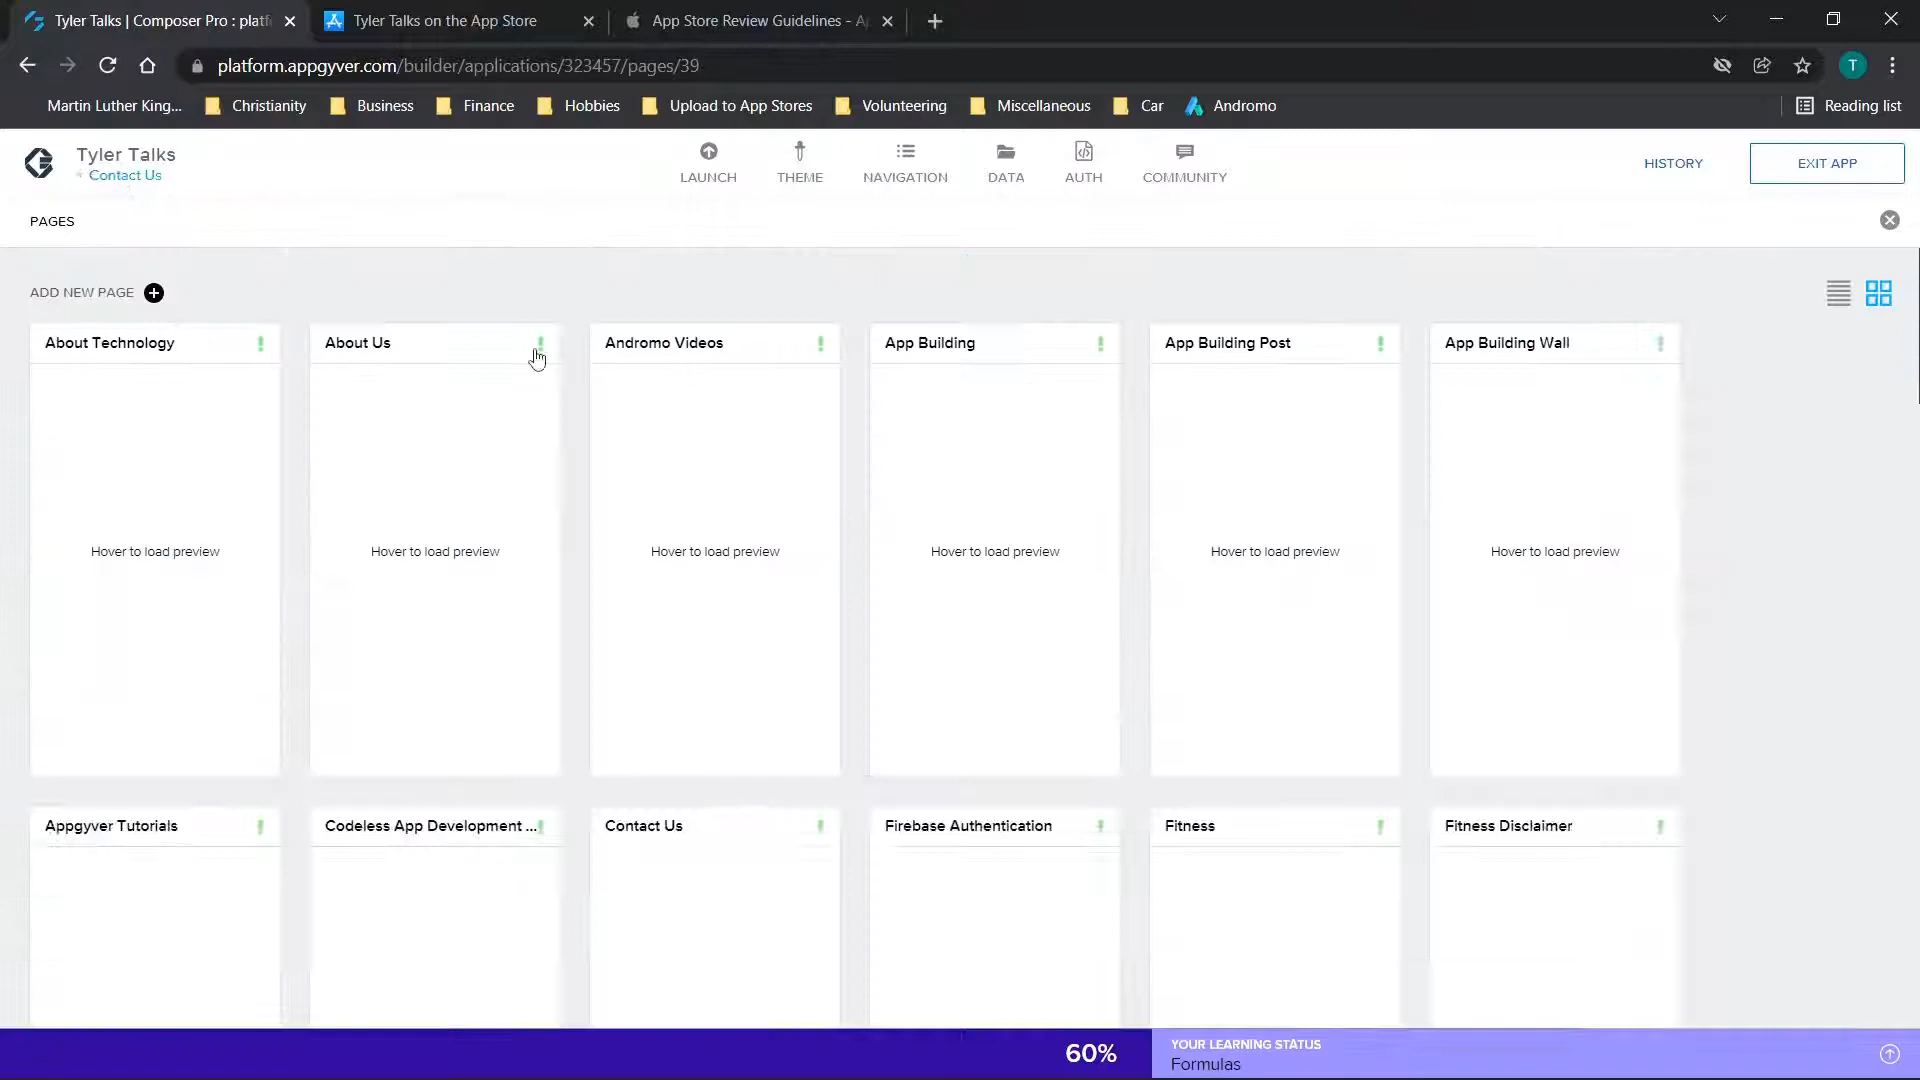 Tyler Talks | Composer Pro : platf
Tyler Talks on the App Store
App Store Review Guidelines - Ap
platform.appgyver.com/builder/applications/323457/pages/39
T
Martin Luther King...
Christianity
Business
Finance
Hobbies
Upload to App Stores
Volunteering
Miscellaneous
Car
Andromo
Reading list
Tyler Talks
Contact Us
LAUNCH
THEME
NAVIGATION
DATA
AUTH
COMMUNITY
HISTORY
EXIT APP
PAGES
ADD NEW PAGE
About Technology
About Us
Andromo Videos
App Building
App Building Post
App Building Wall
Hover to load preview
Hover to load preview
Hover to load preview
Hover to load preview
Hover to load preview
Hover to load preview
Appgyver Tutorials
Codeless App Development ...
Contact Us
Firebase Authentication
Fitness
Fitness Disclaimer
60%
YOUR LEARNING STATUS
Formulas